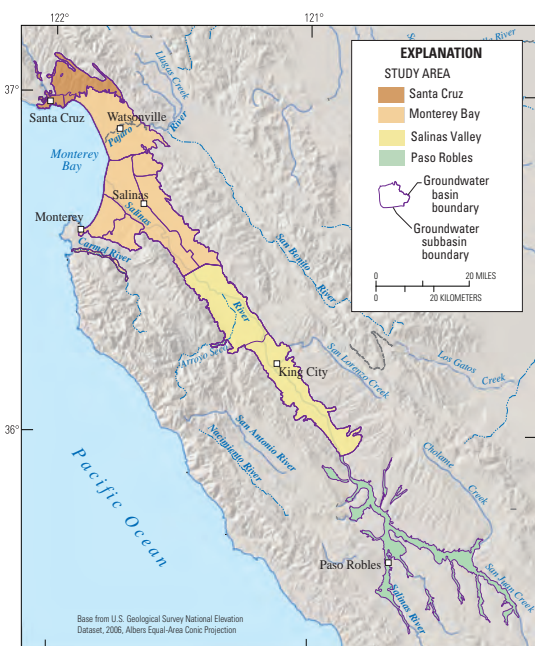 122°
121°
37°
36°
EXPLANATION
STUDY AREA
Santa Cruz
Monterey Bay
Salinas Valley
Paso Robles
Groundwater
basin
boundary
Groundwater
subbasin
boundary
0 20 MILES
0 20 KILOMETERS
River
Llagas Creek
Santa Cruz
Watsonville
Pajaro
River
Monterey
Bay
Salinas
Salinas
Monterey
Carmel River
San Benito
River
River
Arroyo Seco
King City
San Lorenzo
Creek
Los Gatos
Creek
San Antonio
River
Nacimiento River
Cholame
Creek
Pacific Ocean
Paso Robles
Salinas River
San Juan Creek
Base from U.S. Geological Survey National Elevation
Dataset, 2006, Albers Equal-Area Conic Projection